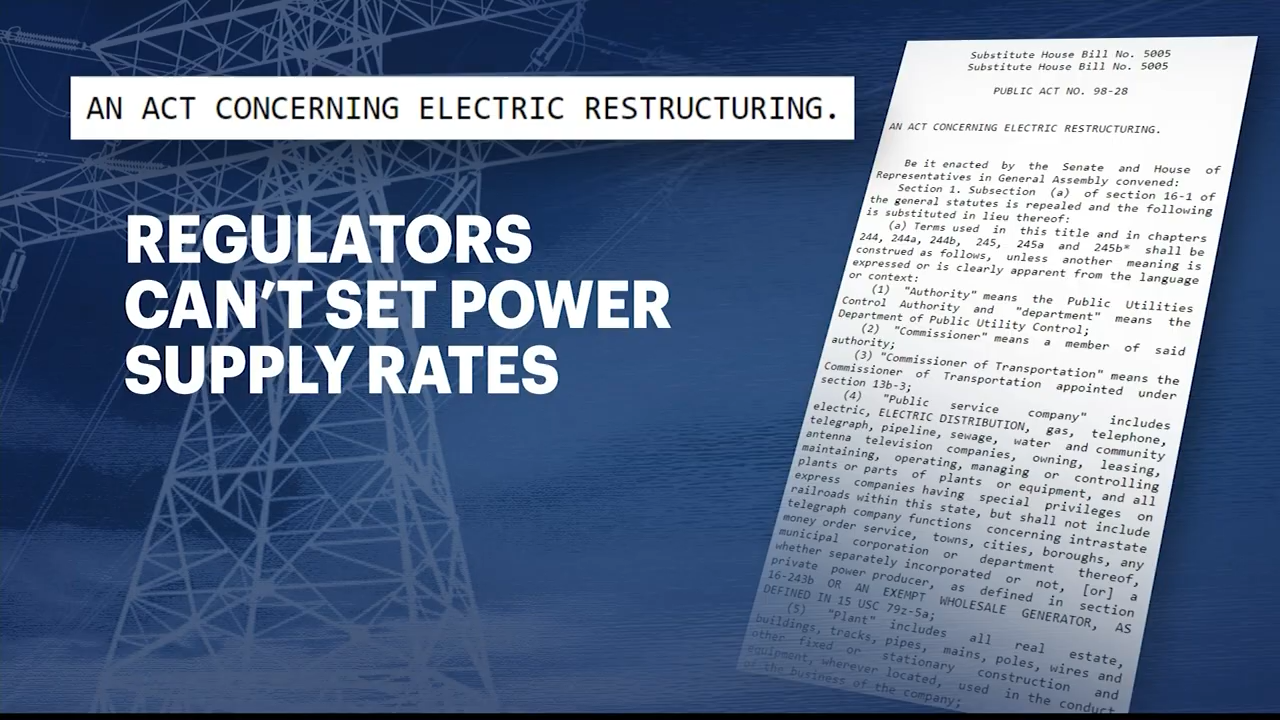 AN ACT CONCERNING ELECTRIC RESTRUCTURING.
REGULATORS
CAN'T SET POWER
SUPPLY RATES
Substitute House Bill No. 5005
Substitute House Bill No. 5005
PUBLIC ACT NO. 98-28
AN ACT CONCERNING ELECTRIC RESTRUCTURING.
Be it enacted by the Senate and House of
Representatives in General Assembly convened:
Section 1. Subsection (a) of section 16-1 of
the general statutes is repealed and the following
is substituted in lieu thereof:
(a) Terms used in this title and in chapters
244, 244a, 244b, 245, 245a and 245b* shall be
construed as follows, unless another meaning is
expressed or is clearly apparent from the language
or context:
(1) "Authority" means the Public Utilities
Control Authority and "department" means the
Department of Public Utility Control;
(2) "Commissioner" means a member of said
authority;
(3) "Commissioner of Transportation" means the
Commissioner of Transportation appointed under
section 13b-3;
(4) "Public service company" includes
electric, ELECTRIC DISTRIBUTION, gas, telephone,
telegraph, pipeline, sewage, water and community
antenna television companies, owning, leasing,
maintaining, operating, managing or controlling
plants or parts of plants or equipment, and all
express companies having special privileges on
railroads within this state, but shall not include
telegraph company functions concerning intrastate
money order service, towns, cities, boroughs, any
municipal corporation or department thereof,
whether separately incorporated or not, [or] a
private power producer, as defined in section
16-243b OR AN EXEMPT WHOLESALE GENERATOR, AS
DEFINED IN 15 USC 79z-5a;
(5) "Plant" includes all real estate,
buildings, tracks, pipes, mains, poles, wires and
other fixed or stationary construction and
equipment, wherever located, used in the conduct
of the business of the company;